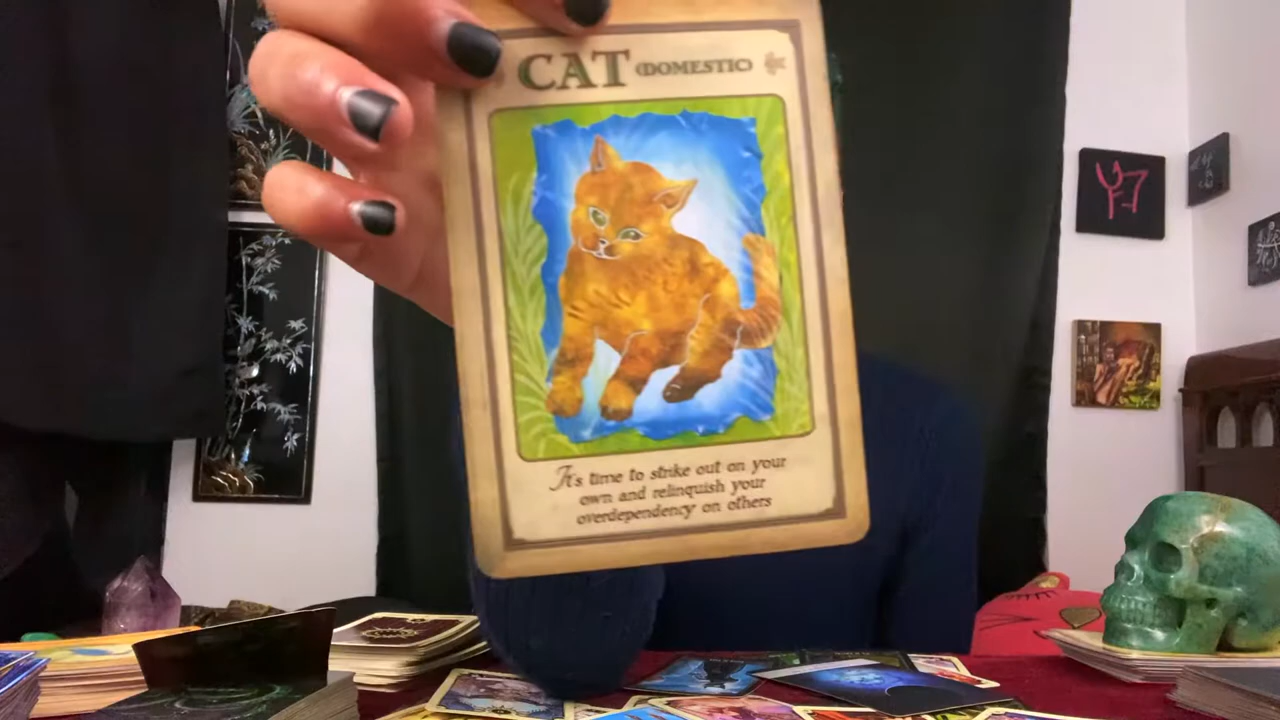 CAT (DOMESTIC)
It's time to strike out on your
own and relinquish your
overdependency on others